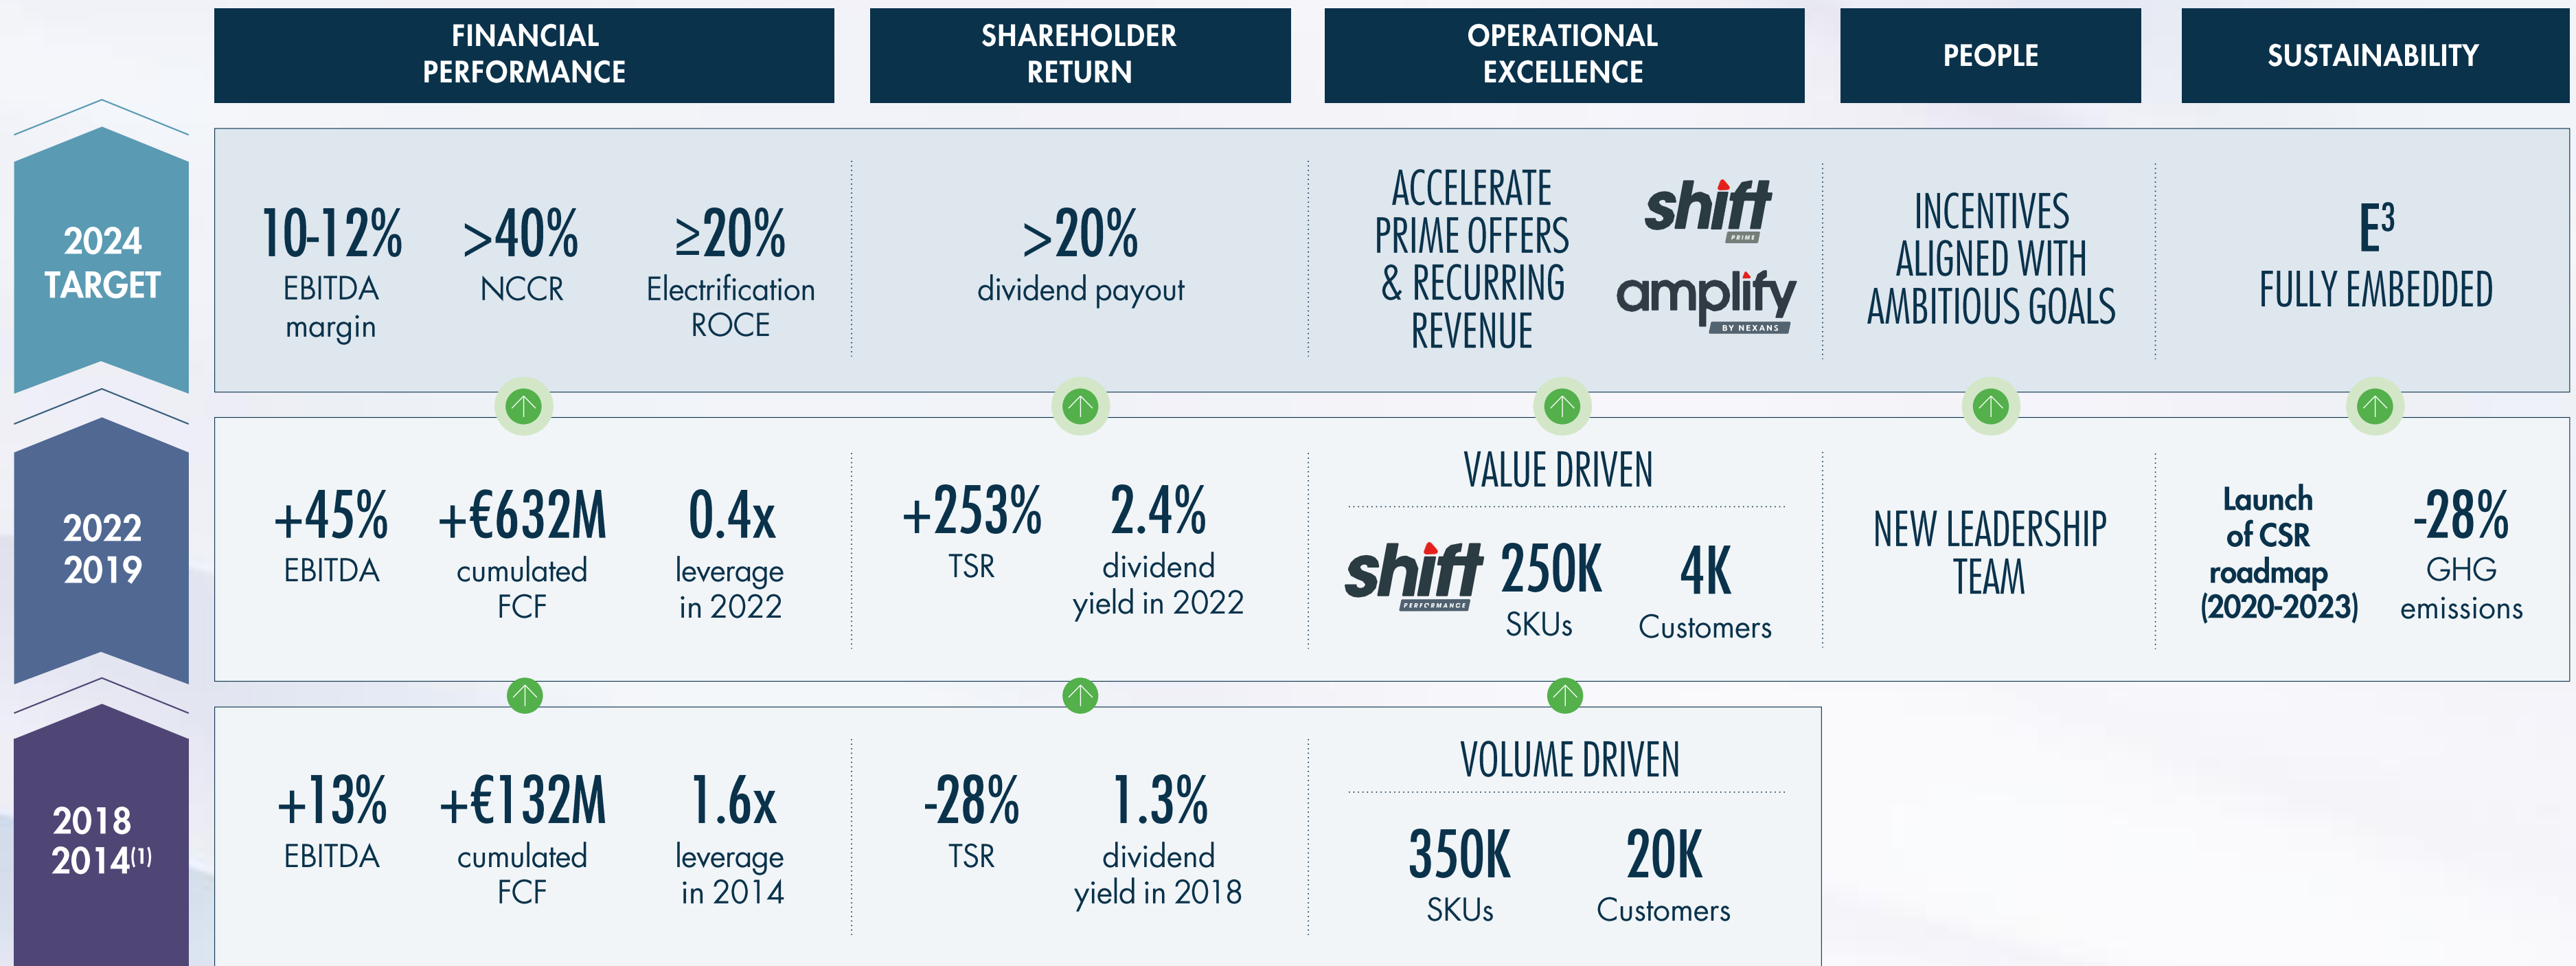 FINANCIAL
PERFORMANCE
SHAREHOLDER
RETURN
OPERATIONAL
EXCELLENCE
PEOPLE
SUSTAINABILITY
2024
TARGET
10-12%
EBITDA
margin
>40%
NCCR
≥20%
Electrification
ROCE
>20%
dividend payout
ACCELERATE
PRIME OFFERS
& RECURRING
REVENUE
shift
PRIME
amplify
BY NEXANS
INCENTIVES
ALIGNED WITH
AMBITIOUS GOALS
E³
FULLY EMBEDDED
2022
2019
+45%
EBITDA
+€632M
cumulated
FCF
0.4x
leverage
in 2022
+253%
TSR
2.4%
dividend
yield in 2022
VALUE DRIVEN
shift
PERFORMANCE
250K
SKUs
4K
Customers
NEW LEADERSHIP
TEAM
Launch
of CSR
roadmap
(2020-2023)
-28%
GHG
emissions
2018
2014(1)
+13%
EBITDA
+€132M
cumulated
FCF
1.6x
leverage
in 2014
-28%
TSR
1.3%
dividend
yield in 2018
VOLUME DRIVEN
350K
SKUs
20K
Customers